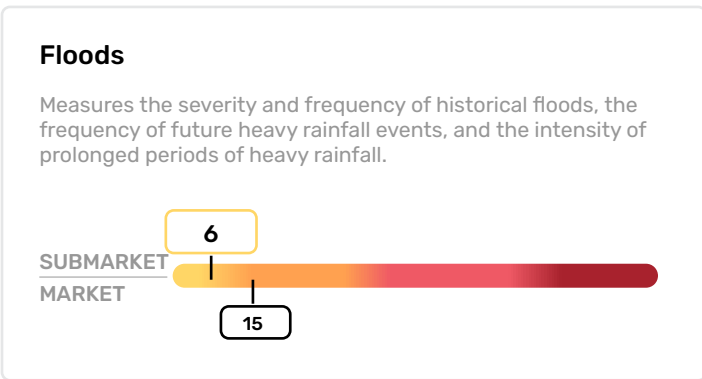 Floods
Measures the severity and frequency of historical floods, the
frequency of future heavy rainfall events, and the intensity of
prolonged periods of heavy rainfall.
6
SUBMARKET
MARKET
15